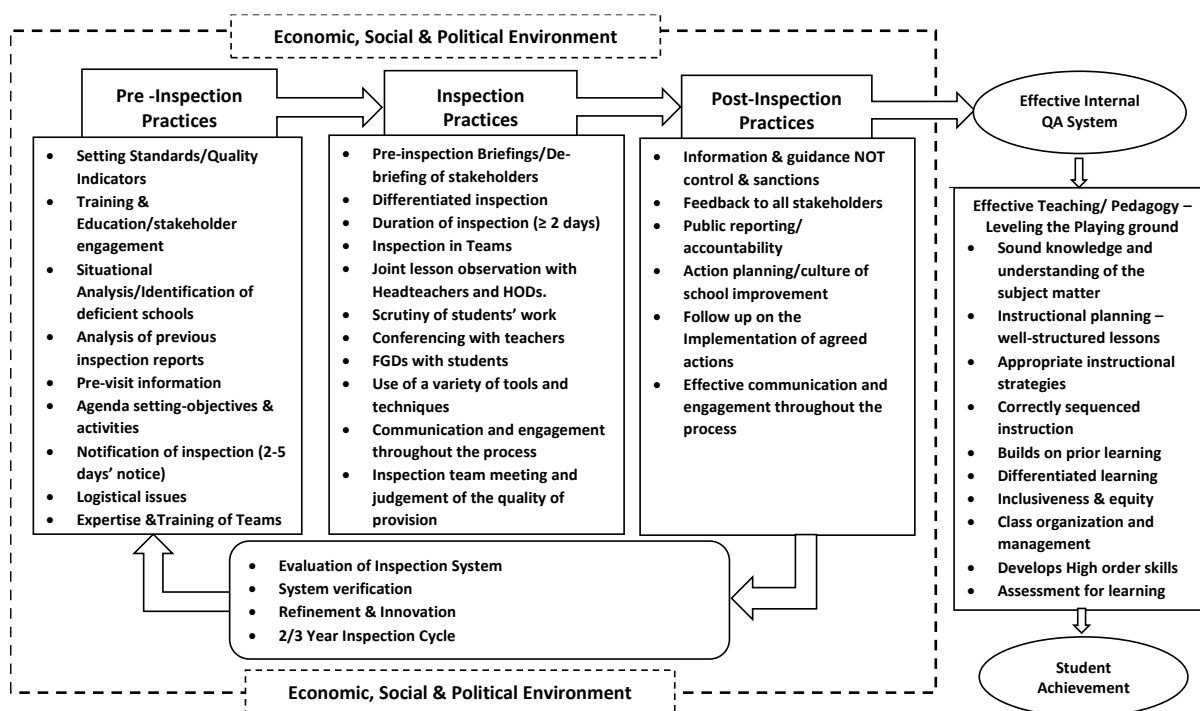 Economic, Social & Political Environment
Pre -Inspection
Practices
• Setting Standards/Quality
Indicators
• Training &
Education/stakeholder
engagement
• Situational
Analysis/Identification of
deficient schools
• Analysis of previous
inspection reports
• Pre-visit information
• Agenda setting-objectives &
activities
• Notification of inspection (2-5
days' notice)
• Logistical issues
• Expertise &Training of Teams
Inspection
Practices
• Pre-inspection Briefings/De-
briefing of stakeholders
• Differentiated inspection
• Duration of inspection (≥ 2 days)
• Inspection in Teams
• Joint lesson observation with
Headteachers and HODs.
• Scrutiny of students' work
• Conferencing with teachers
• FGDs with students
• Use of a variety of tools and
techniques
• Communication and engagement
throughout the process
• Inspection team meeting and
judgement of the quality of
provision
Post-Inspection
Practices
• Information & guidance NOT
control & sanctions
• Feedback to all stakeholders
• Public reporting/
accountability
• Action planning/culture of
school improvement
• Follow up on the
Implementation of agreed
actions
• Effective communication and
engagement throughout the
process
Effective Internal
QA System
Effective Teaching/ Pedagogy –
Leveling the Playing ground
• Sound knowledge and
understanding of the
subject matter
• Instructional planning –
well-structured lessons
• Appropriate instructional
strategies
• Correctly sequenced
instruction
• Builds on prior learning
• Differentiated learning
• Inclusiveness & equity
• Class organization and
management
• Develops High order skills
• Assessment for learning
• Evaluation of Inspection System
• System verification
• Refinement & Innovation
• 2/3 Year Inspection Cycle
Student
Achievement
Economic, Social & Political Environment